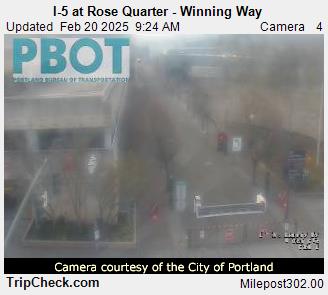 I-5 at Rose Quarter - Winning Way
Updated Feb 20 2025 9:24 AM Camera 4
PBOT
PORTLAND BUREAU OF TRANSPORTATION
Camera courtesy of the City of Portland
TripCheck.com Milepost302.00